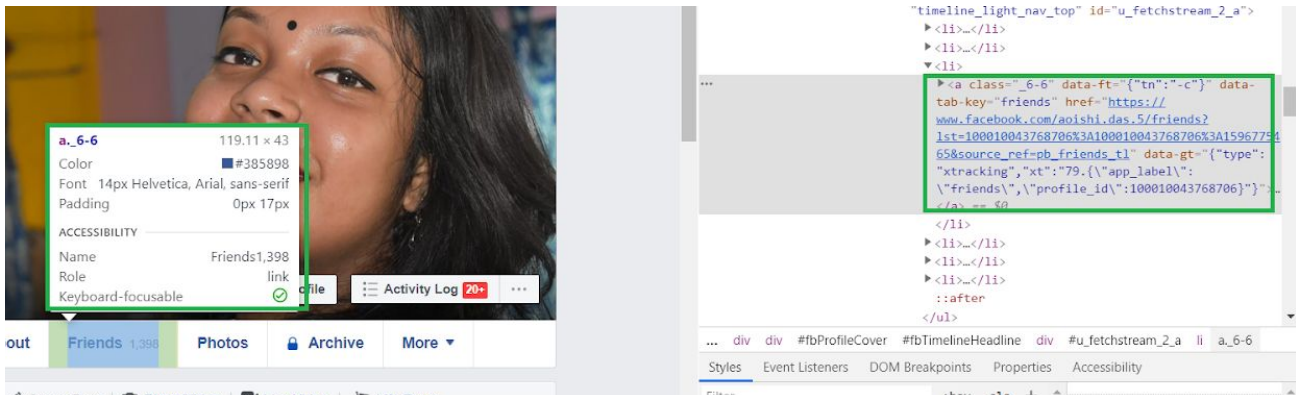 a._6-6 119.11 × 43
Color #385898
Font 14px Helvetica, Arial, sans-serif
Padding 0px 17px
ACCESSIBILITY
Name Friends1,398
Role link
Keyboard-focusable
ofile Activity Log 20+ ...
out Friends 1,398 Photos Archive More
"timeline_light_nav_top" id="u_fetchstream_2_a">
<li>…</li>
<li>…</li>
<li>
... <a class="_6-6" data-ft="{"tn":"-c"}" data-
tab-key="friends" href="https://
www.facebook.com/aoishi.das.5/friends?
lst=100010043768706%3A100010043768706%3A15967754
65&source_ref=pb_friends_tl" data-gt="{"type":
"xtracking","xt":"79.{\"app_label\":
\"friends\",\"profile_id\":100010043768706}"}">…
</a> == $0
</li>
<li>…</li>
<li>…</li>
<li>…</li>
::after
</ul>
... div div #fbProfileCover #fbTimelineHeadline div #u_fetchstream_2_a li a._6-6
Styles Event Listeners DOM Breakpoints Properties Accessibility